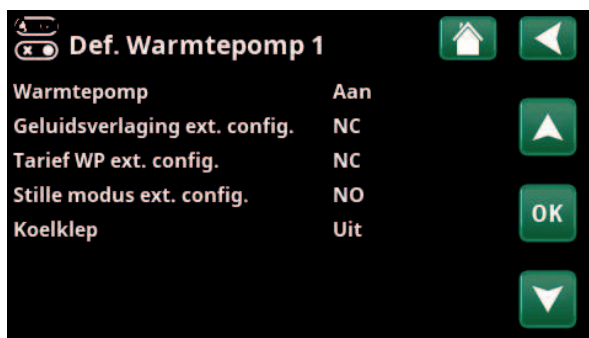 Def. Warmtepomp 1
Warmtepomp Aan
Geluidsverlaging ext. config. NC
Tarief WP ext. config. NC
Stille modus ext. config. NO
OK
Koelklep Uit